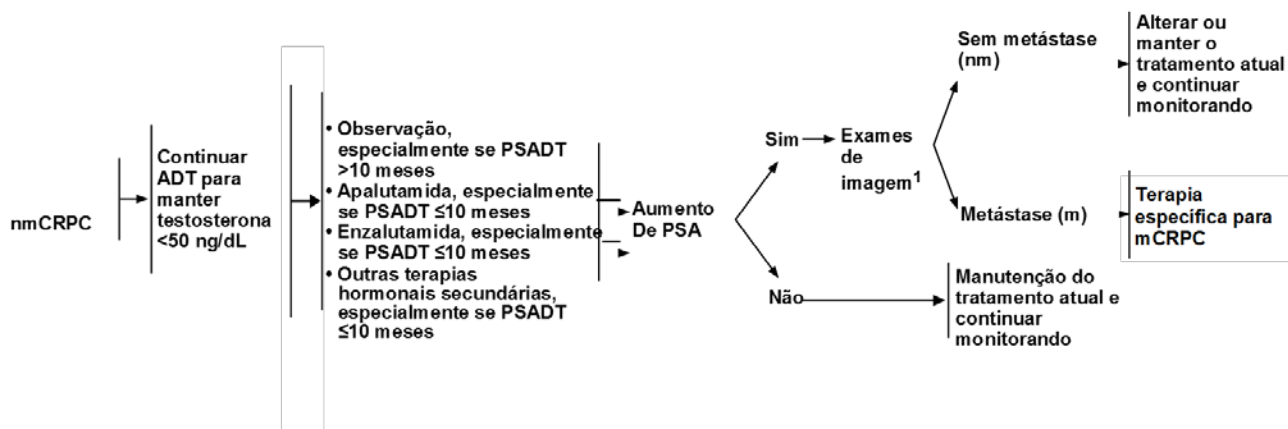 nmCRPC
Continuar
ADT para
manter
testosterona
<50 ng/dL
• Observação,
especialmente se PSADT
>10 meses
• Apalutamida, especialmente
se PSADT ≤10 meses
• Enzalutamida, especialmente
se PSADT ≤10 meses
• Outras terapias
hormonais secundárias,
especialmente se PSADT
≤10 meses
Aumento
De PSA
Sim
Exames
de
imagem¹
Sem metástase
(nm)
Alterar ou
manter o
tratamento atual
e continuar
monitorando
Metástase (m)
Terapia
específica para
mCRPC
Não
Manutenção do
tratamento atual e
continuar
monitorando